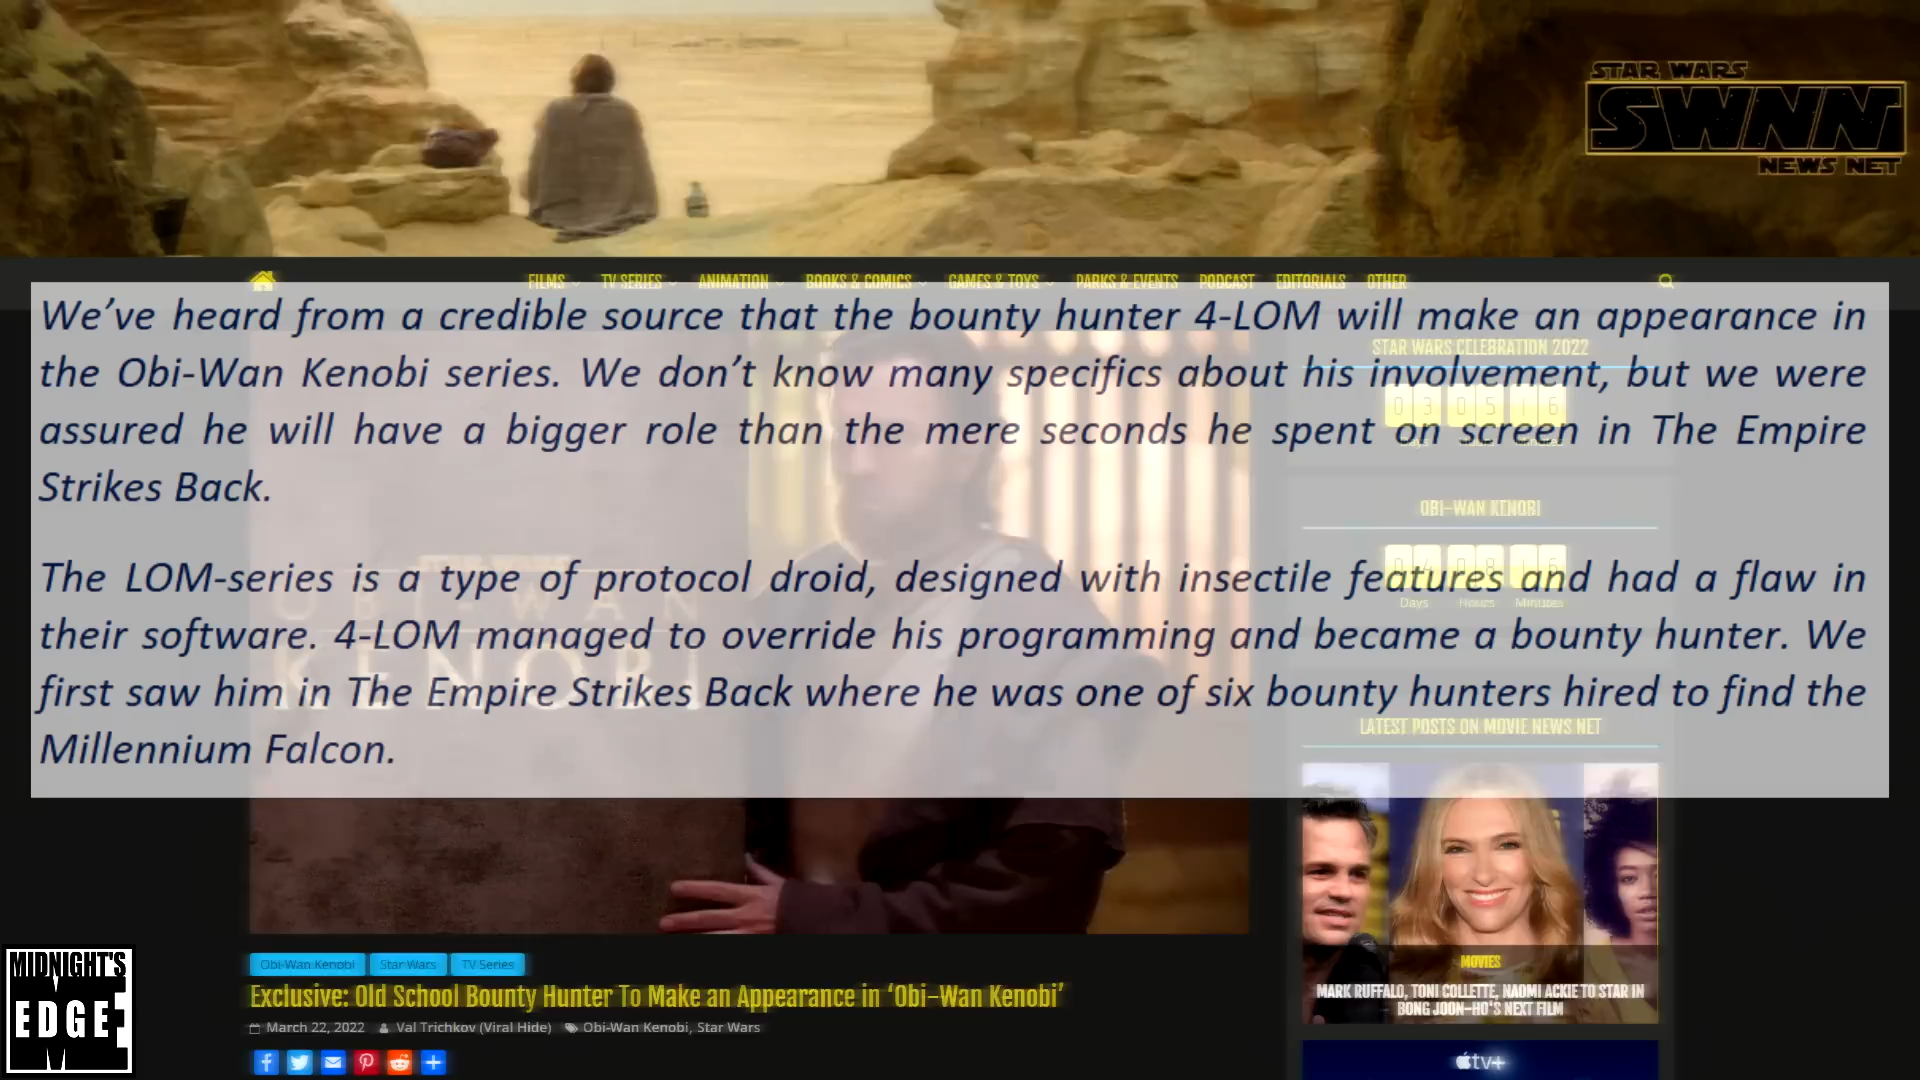 STAR WARS
SWNN
NEWS NET
FILMS TV SERIES ANIMATION BOOKS & COMICS GAMES & TOYS PARKS & EVENTS PODCAST EDITORIALS OTHER
We’ve heard from a credible source that the bounty hunter 4-LOM will make an appearance in
the Obi-Wan Kenobi series. We don’t know many specifics about his involvement, but we were
assured he will have a bigger role than the mere seconds he spent on screen in The Empire
Strikes Back.
The LOM-series is a type of protocol droid, designed with insectile features and had a flaw in
their software. 4-LOM managed to override his programming and became a bounty hunter. We
first saw him in The Empire Strikes Back where he was one of six bounty hunters hired to find the
Millennium Falcon.
OBI-WAN
KENOBI
STAR WARS CELEBRATION 2022
OBI-WAN KENOBI
Days Hours Minutes
LATEST POSTS ON MOVIE NEWS NET
MOVIES
MARK RUFFALO, TONI COLLETTE, NAOMI ACKIE TO STAR IN
BONG JOON-HO'S NEXT FILM
tv+
Obi-Wan Kenobi Star Wars TV Series
Exclusive: Old School Bounty Hunter To Make an Appearance in ‘Obi-Wan Kenobi’
March 22, 2022 Val Trichkov (Viral Hide) Obi-Wan Kenobi, Star Wars
MIDNIGHT'S
EDGE